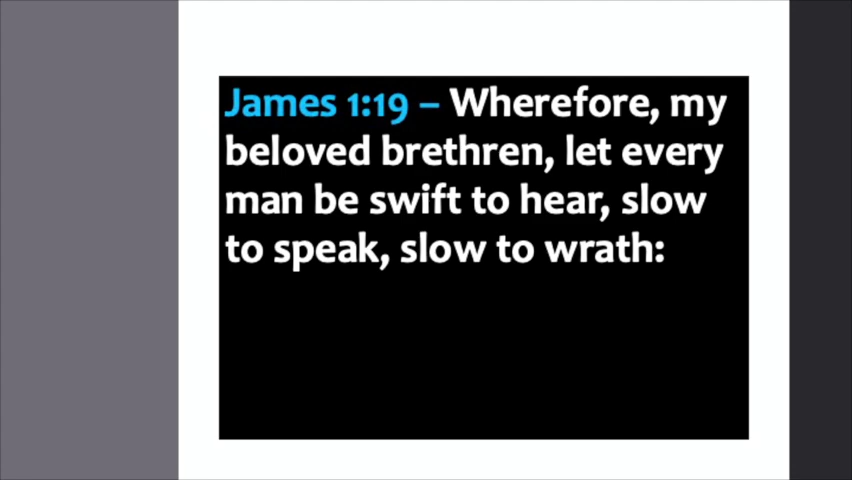 James 1:19 – Wherefore, my
beloved brethren, let every
man be swift to hear, slow
to speak, slow to wrath: